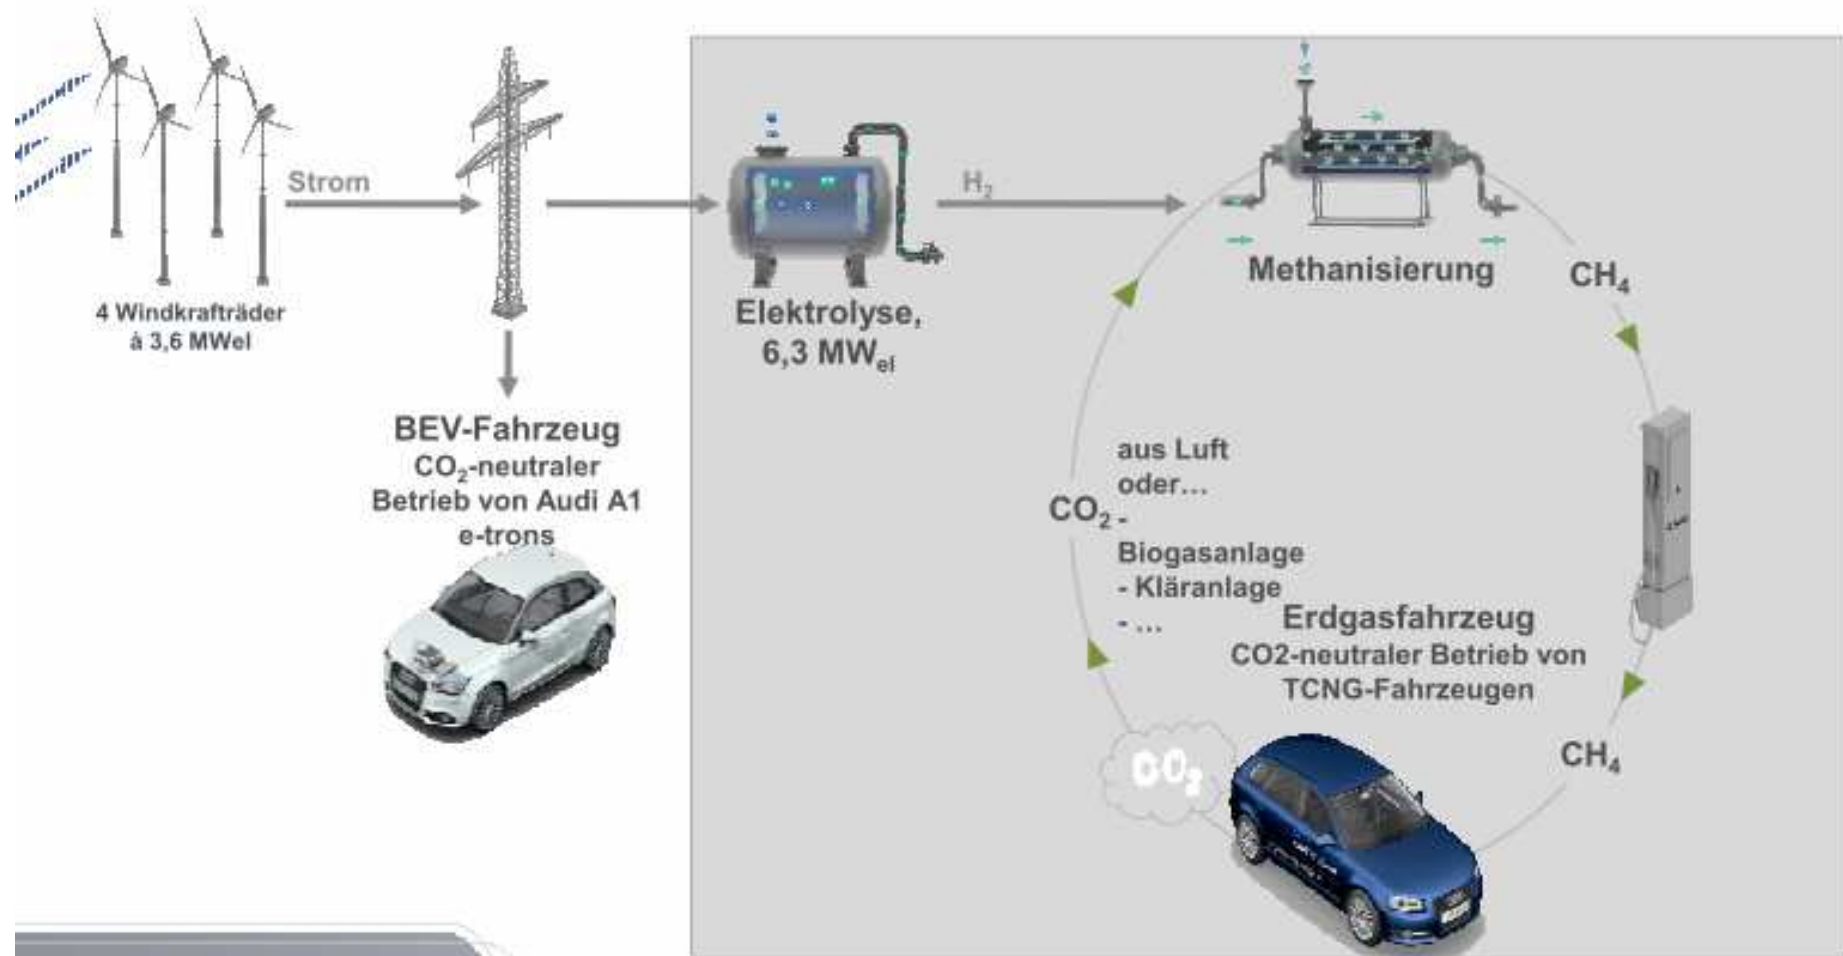 Strom
4 Windkrafträder
à 3,6 MWel
BEV-Fahrzeug
CO₂-neutraler
Betrieb von Audi A1
e-trons
Elektrolyse,
6,3 MWel
H₂
Methanisierung
CH₄
aus Luft
oder...
CO₂ -
Biogasanlage
- Kläranlage
- ...
Erdgasfahrzeug
CO2-neutraler Betrieb von
TCNG-Fahrzeugen
CH₄
CO₂